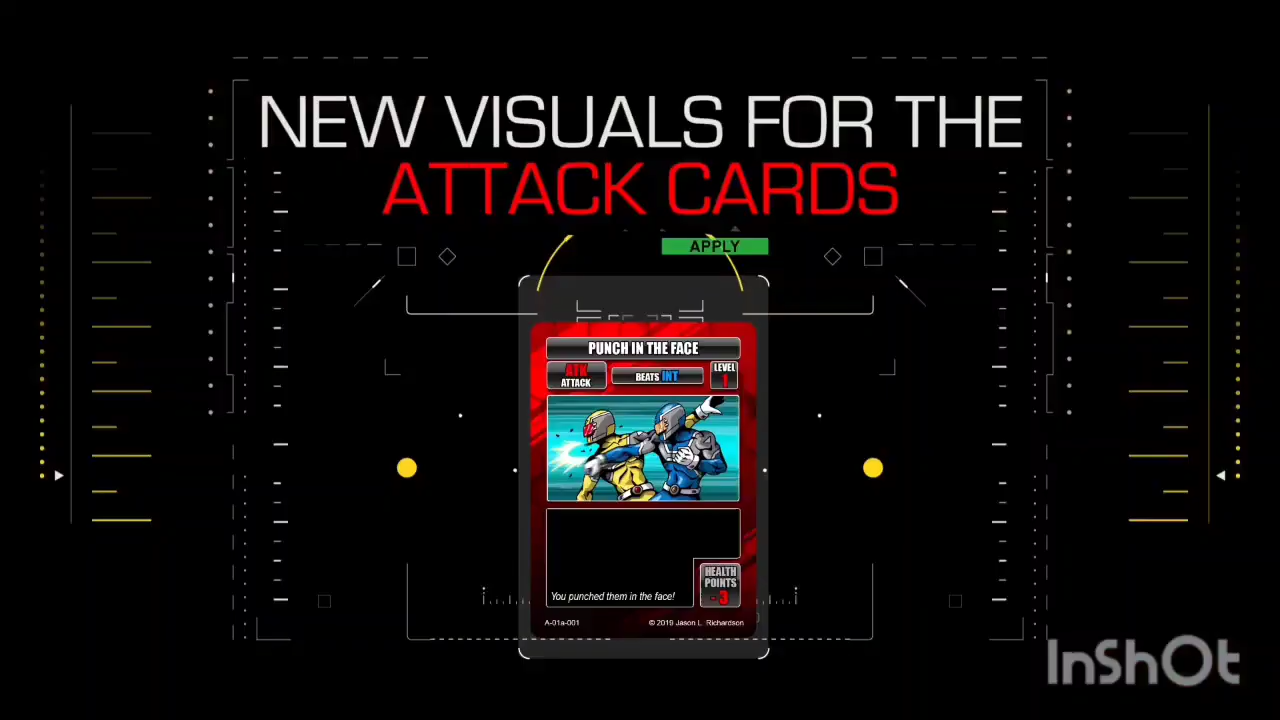 NEW VISUALS FOR THE
ATTACK CARDS
APPLY
PUNCH IN THE FACE
ATK
ATTACK
BEATS INT
LEVEL
1
You punched them in the face!
HEALTH
POINTS
-3
A-01a-001
© 2019 Jason L. Richardson
InShOt